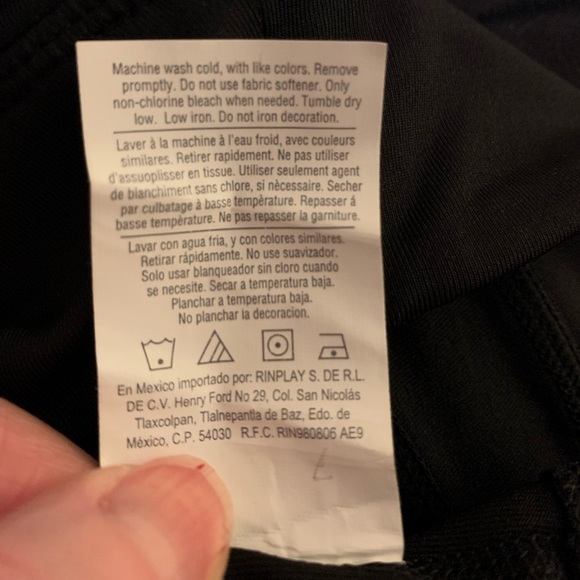 Machine wash cold, with like colors. Remove
promptly. Do not use fabric softener. Only
non-chlorine bleach when needed. Tumble dry
low. Low iron. Do not iron decoration.
Laver à la machine à l'eau froid, avec couleurs
similares. Retirer rapidement. Ne pas utiliser
d'assuoplisser en tissue. Utiliser seulement agent
de bianchiment sans chlore, si nècessaire. Secher
par culbatage à basse tempèrature. Repasser á
basse tempèrature. Ne pas repasser la garniture.
Lavar con agua fria, y con colores similares.
Retirar rápidamente. No use suavizador.
Solo usar blanqueador sin cloro cuando
se necesite. Secar a temperatura baja.
Planchar a temperatura baja.
No planchar la decoracion.
En Mexico importado por: RINPLAY S. DE R.L.
DE C.V. Henry Ford No 29, Col. San Nicolás
Tlaxcolpan, Tlalnepantla de Baz, Edo. de
México, C.P. 54030 R.F.C. RIN980806 AE9